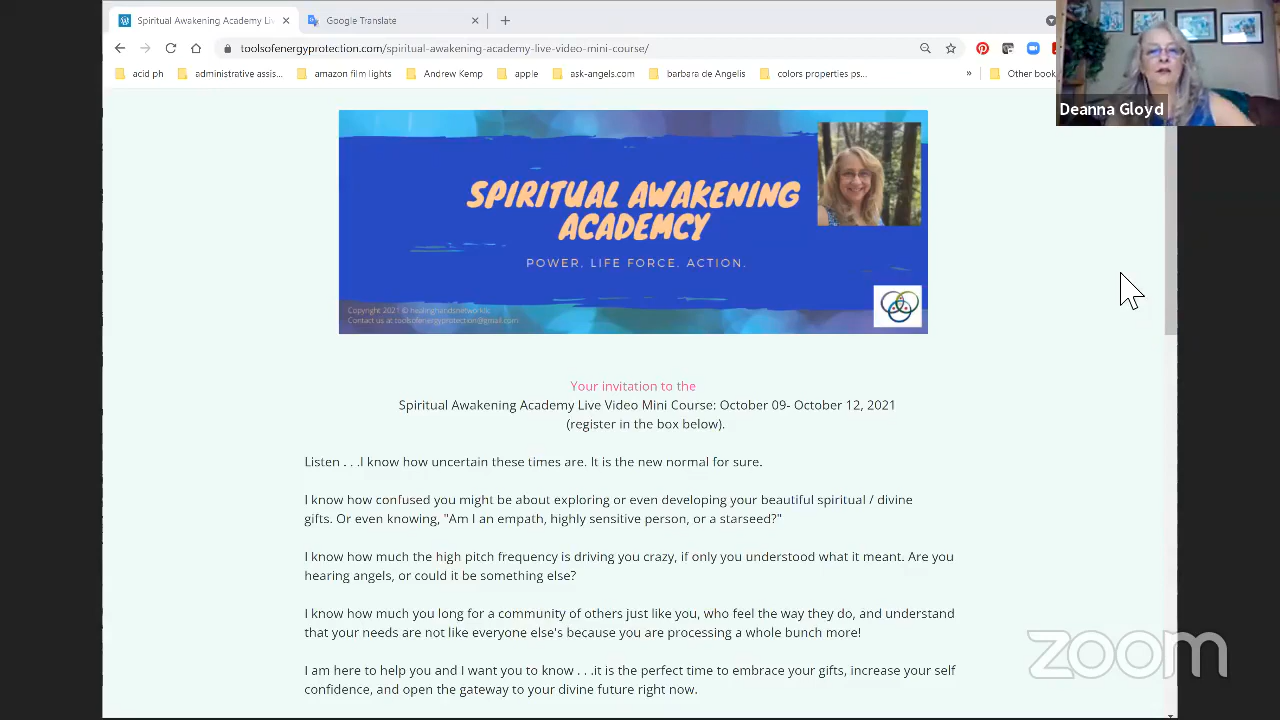 Spiritual Awakening Academy Li
Google Translate
toolsofenergyprotection.com/spiritual-awakening-academy-live-video-mini-course/
acid ph
administrative assis...
amazon film lights
Andrew Kemp
apple
ask-angels.com
barbara de Angelis
colors properties ps...
»
Other book
Deanna Gloyd
SPIRITUAL AWAKENING
ACADEMCY
POWER. LIFE FORCE. ACTION.
Copyright 2021 © healinghandsnetwork llc
Contact us at toolsofenergyprotection@gmail.com
Your invitation to the
Spiritual Awakening Academy Live Video Mini Course: October 09- October 12, 2021
(register in the box below).
Listen . . .I know how uncertain these times are. It is the new normal for sure.
I know how confused you might be about exploring or even developing your beautiful spiritual / divine
gifts. Or even knowing, "Am I an empath, highly sensitive person, or a starseed?"
I know how much the high pitch frequency is driving you crazy, if only you understood what it meant. Are you
hearing angels, or could it be something else?
I know how much you long for a community of others just like you, who feel the way they do, and understand
that your needs are not like everyone else's because you are processing a whole bunch more!
I am here to help you and I want you to know . . .it is the perfect time to embrace your gifts, increase your self
confidence, and open the gateway to your divine future right now.
zoom